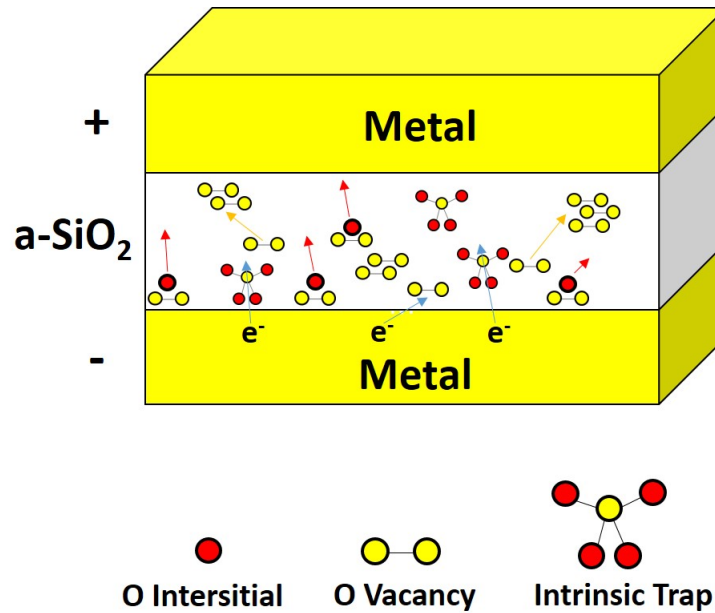 +
Metal
a-SiO₂
e⁻ e⁻ e⁻
-
Metal
O Intersitial
O Vacancy
Intrinsic Trap